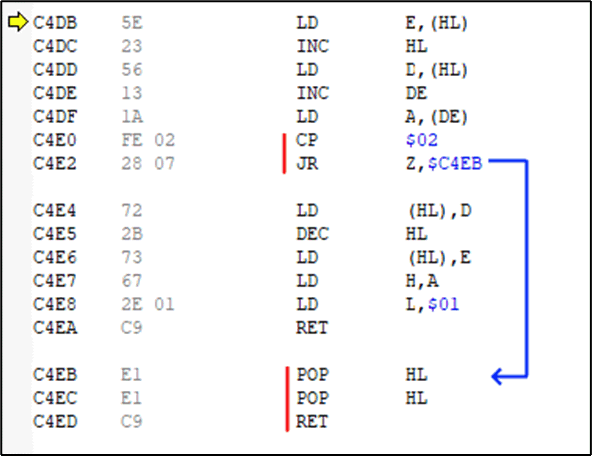 C4DB 5E LD E,(HL)
C4DC 23 INC HL
C4DD 56 LD D,(HL)
C4DE 13 INC DE
C4DF 1A LD A,(DE)
C4E0 FE 02 CP $02
C4E2 28 07 JR Z,$C4EB
C4E4 72 LD (HL),D
C4E5 2B DEC HL
C4E6 73 LD (HL),E
C4E7 67 LD H,A
C4E8 2E 01 LD L,$01
C4EA C9 RET
C4EB E1 POP HL
C4EC E1 POP HL
C4ED C9 RET